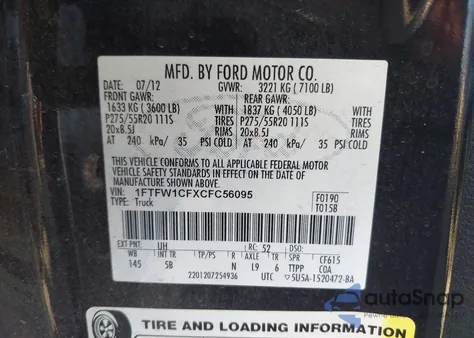 MFD. BY FORD MOTOR CO.
DATE: 07/12 GVWR: 3221 KG (7100 LB)
FRONT GAWR: REAR GAWR:
1633 KG (3600 LB) WITH 1837 KG (4050 LB) WITH
P275/55R20 111S TIRES P275/55R20 111S TIRES
20x8.5J RIMS 20x8.5J RIMS
AT 240 kPa/ 35 PSI COLD AT 240 kPa/ 35 PSI COLD
THIS VEHICLE CONFORMS TO ALL APPLICABLE FEDERAL MOTOR
VEHICLE SAFETY AND THEFT PREVENTION STANDARDS IN EFFECT ON THE DATE OF
MANUFACTURE SHOWN ABOVE.
VIN: 1FTFW1CFXCFC56095 F0190
TYPE: Truck T0158
EXT PNT: UH RC: 52 DSO:
WB INT TR TP/PS R AXLE TR SPR CF615
145 5B N L9 6 TTPP COA
2201207254936 UTC ▽5U5A-1520472-BA
autoSnap
TIRE AND LOADING INFORMATION